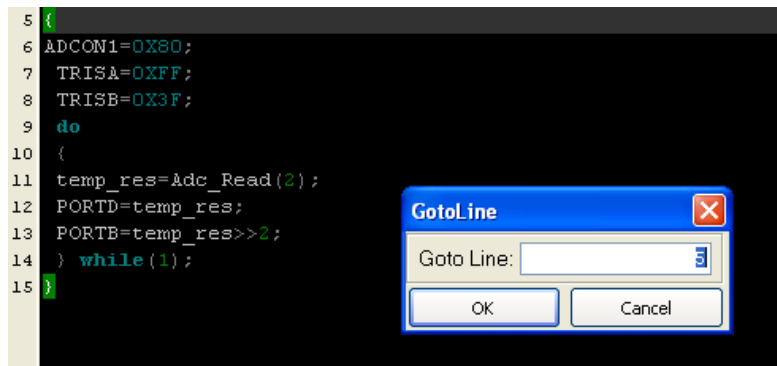 5 {
6 ADCON1=0X80;
7 TRISA=0XFF;
8 TRISB=0X3F;
9 do
10 {
11 temp_res=Adc_Read(2);
12 PORTD=temp_res;
13 PORTB=temp_res>>2;
14 } while(1);
15 }
GotoLine
Goto Line: 5
OK Cancel